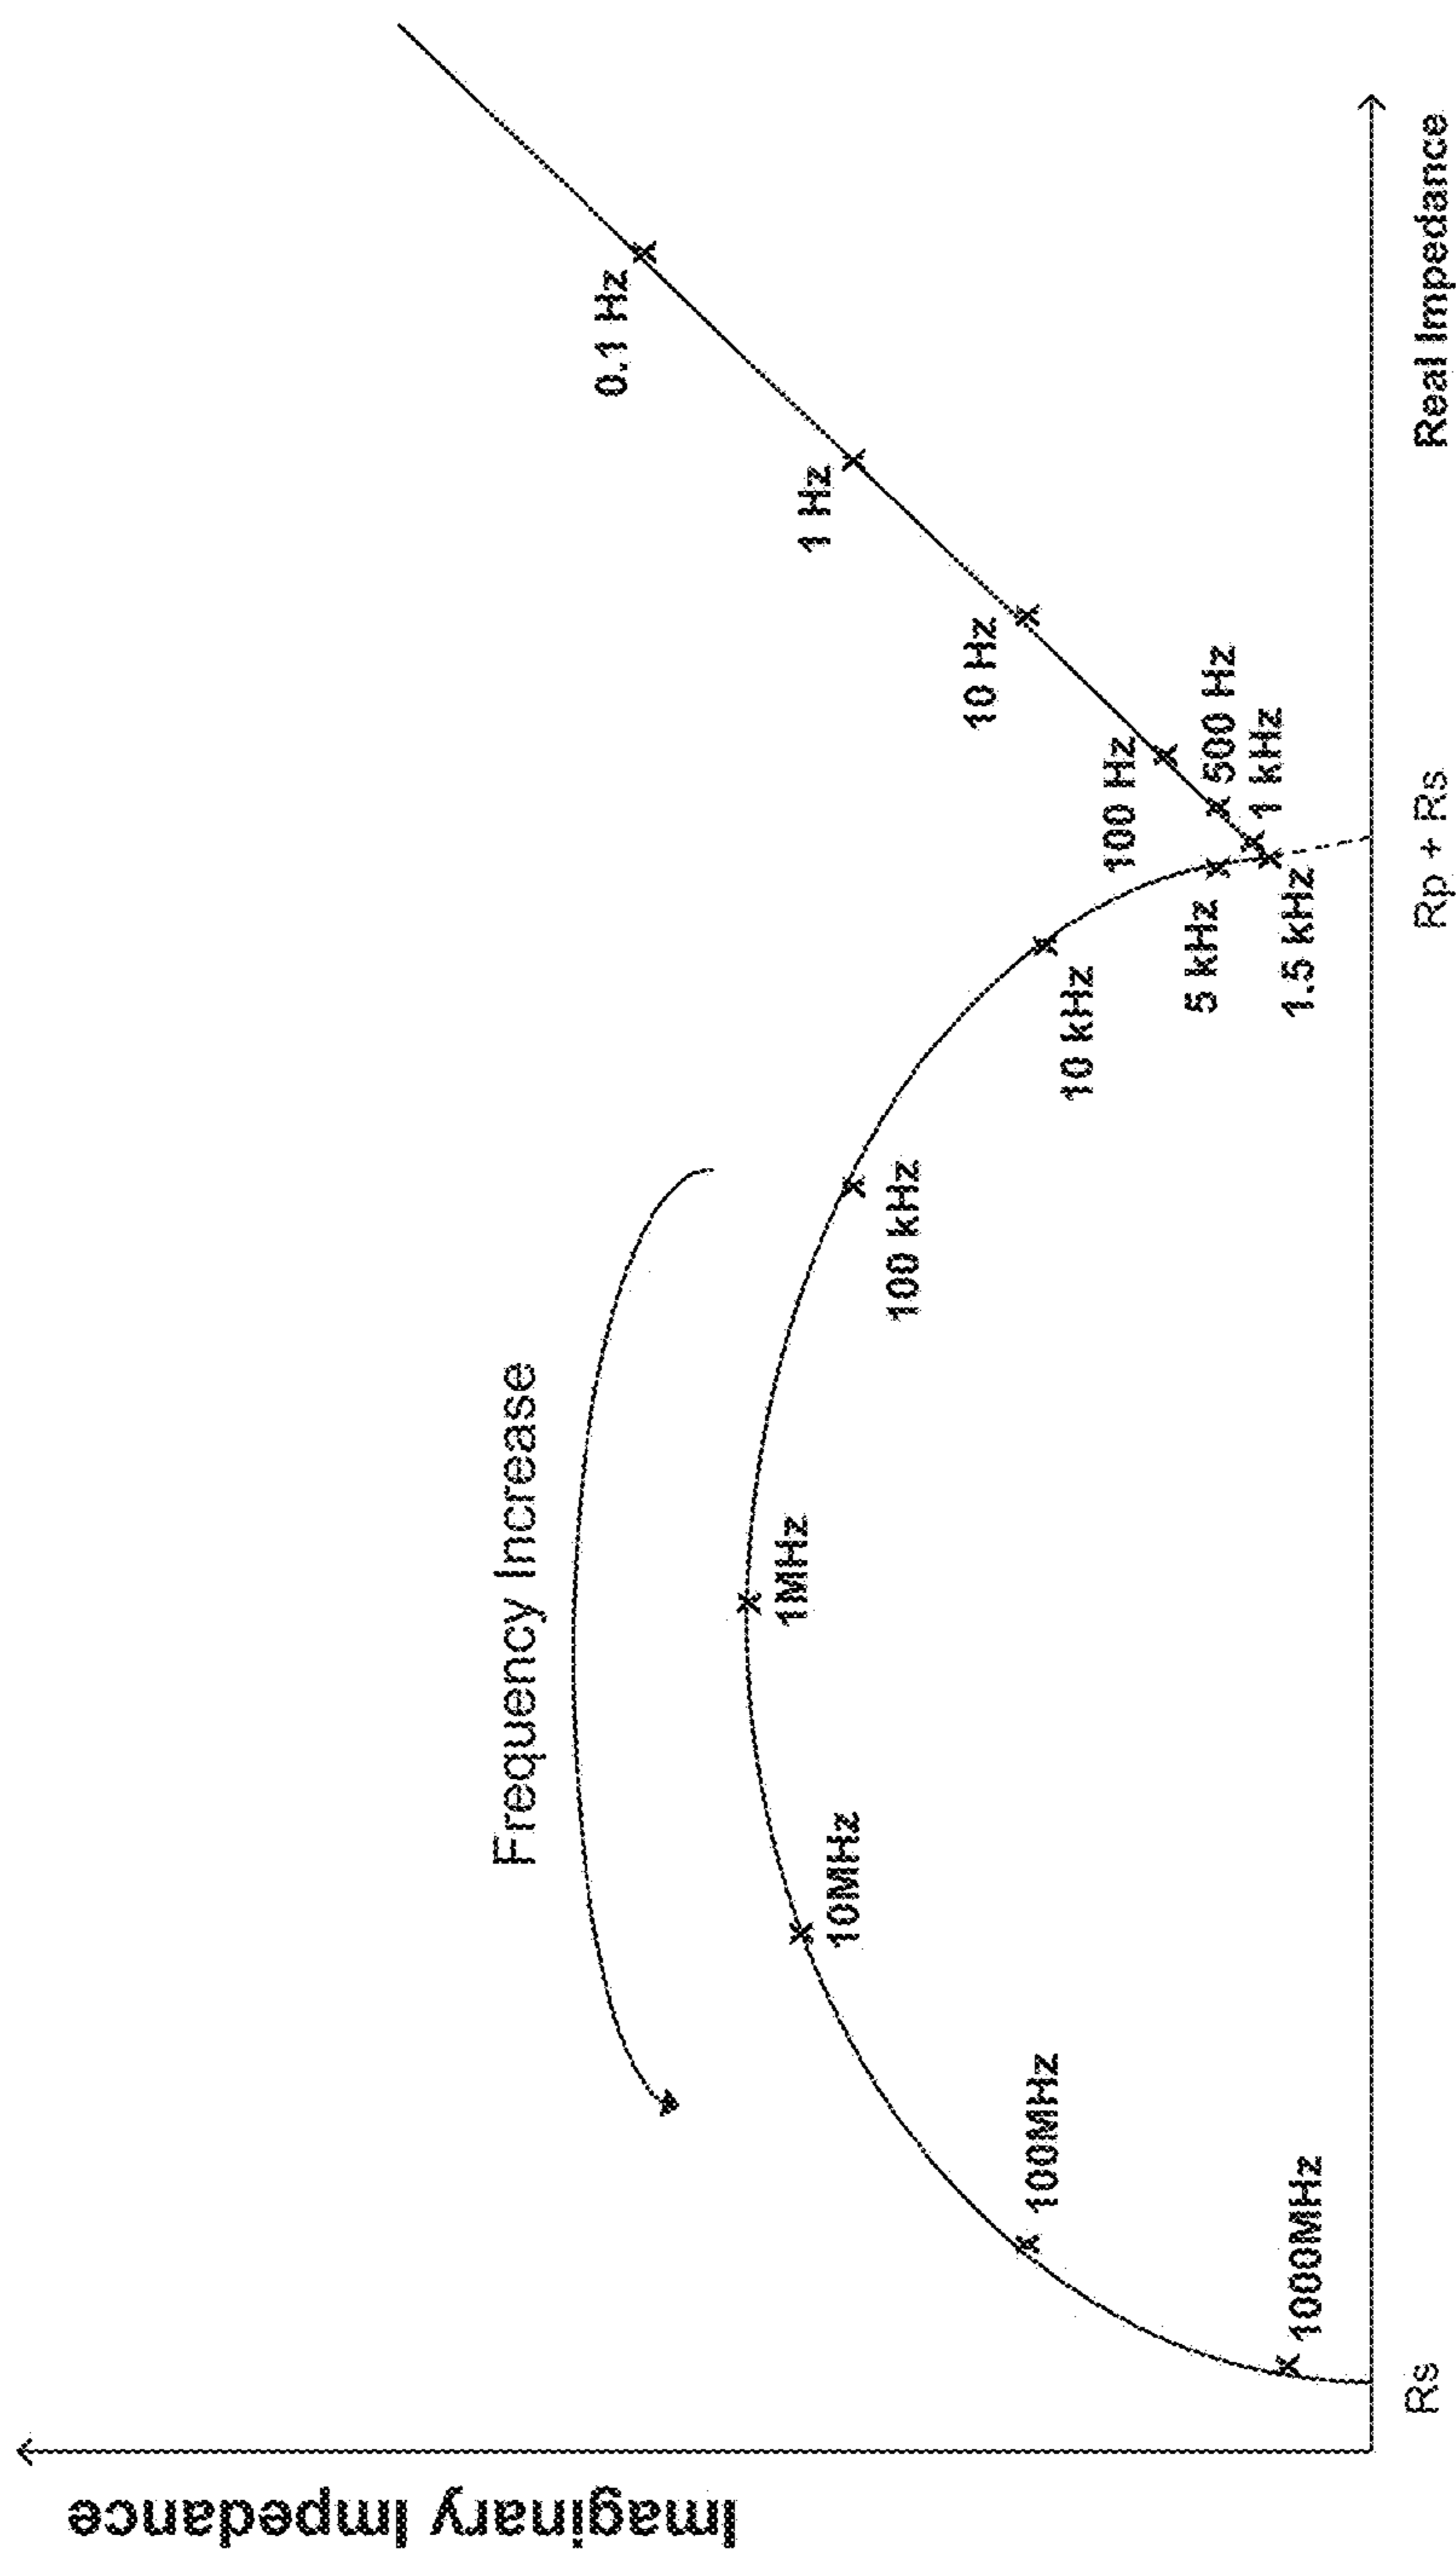 Imaginary Impedance
Frequency Increase
0.1 Hz
1 Hz
10 Hz
100 Hz
500 Hz
1 kHz
1.5 kHz
5 kHz
10 kHz
100 kHz
1MHz
10MHz
100MHz
1000MHz
Rs
Rp + Rs
Real Impedance